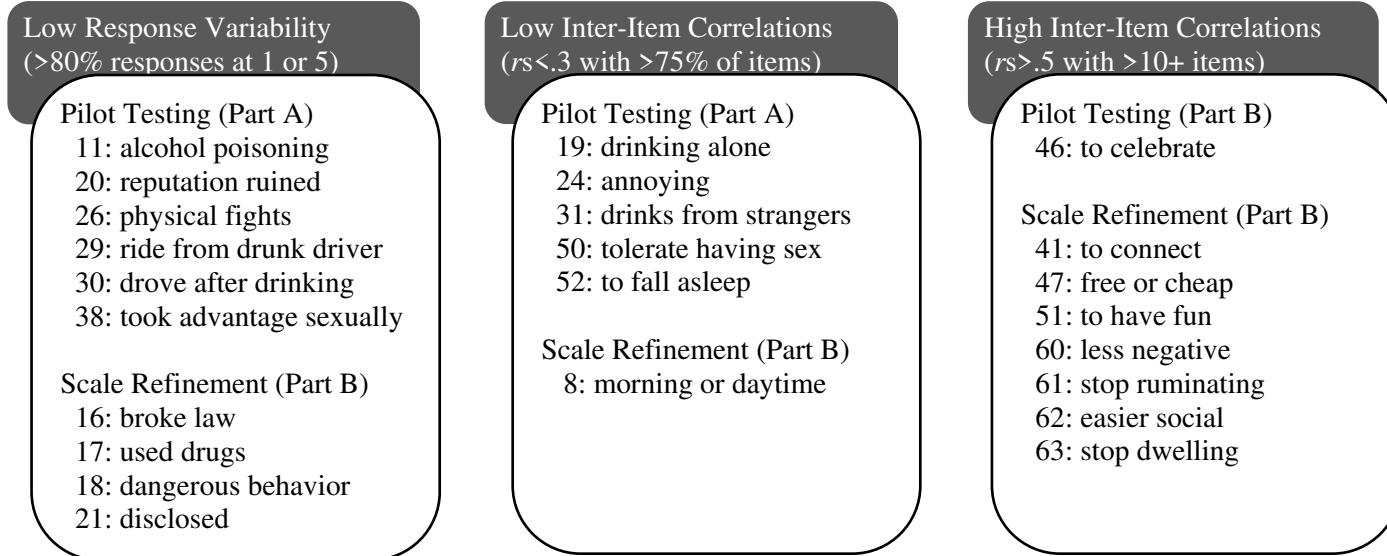 Low Response Variability
(>80% responses at 1 or 5)
Pilot Testing (Part A)
11: alcohol poisoning
20: reputation ruined
26: physical fights
29: ride from drunk driver
30: drove after drinking
38: took advantage sexually
Scale Refinement (Part B)
16: broke law
17: used drugs
18: dangerous behavior
21: disclosed
Low Inter-Item Correlations
(rs<.3 with >75% of items)
Pilot Testing (Part A)
19: drinking alone
24: annoying
31: drinks from strangers
50: tolerate having sex
52: to fall asleep
Scale Refinement (Part B)
8: morning or daytime
High Inter-Item Correlations
(rs>.5 with >10+ items)
Pilot Testing (Part B)
46: to celebrate
Scale Refinement (Part B)
41: to connect
47: free or cheap
51: to have fun
60: less negative
61: stop ruminating
62: easier social
63: stop dwelling